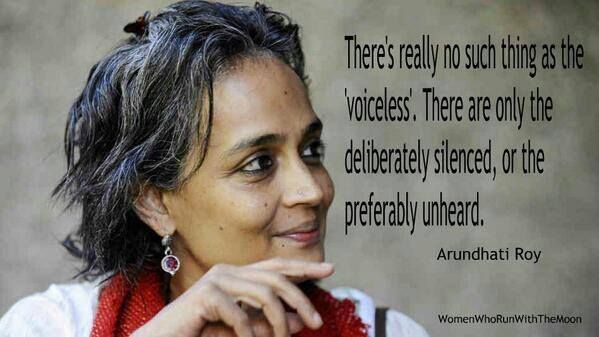 There's really no such thing as the
'voiceless'. There are only the
deliberately silenced, or the
preferably unheard.
Arundhati Roy
WomenWhoRunWithTheMoon